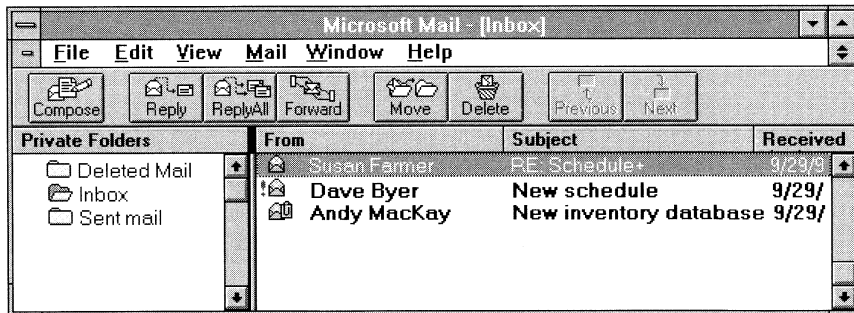 Microsoft Mail - [Inbox]
File Edit View Mail Window Help
Compose Reply ReplyAll Forward Move Delete Previous Next
Private Folders From Subject Received
Deleted Mail
Inbox
Sent mail
Susan Farmer RE: Schedule+ 9/29/9
! Dave Byer New schedule 9/29/
Andy MacKay New inventory database 9/29/